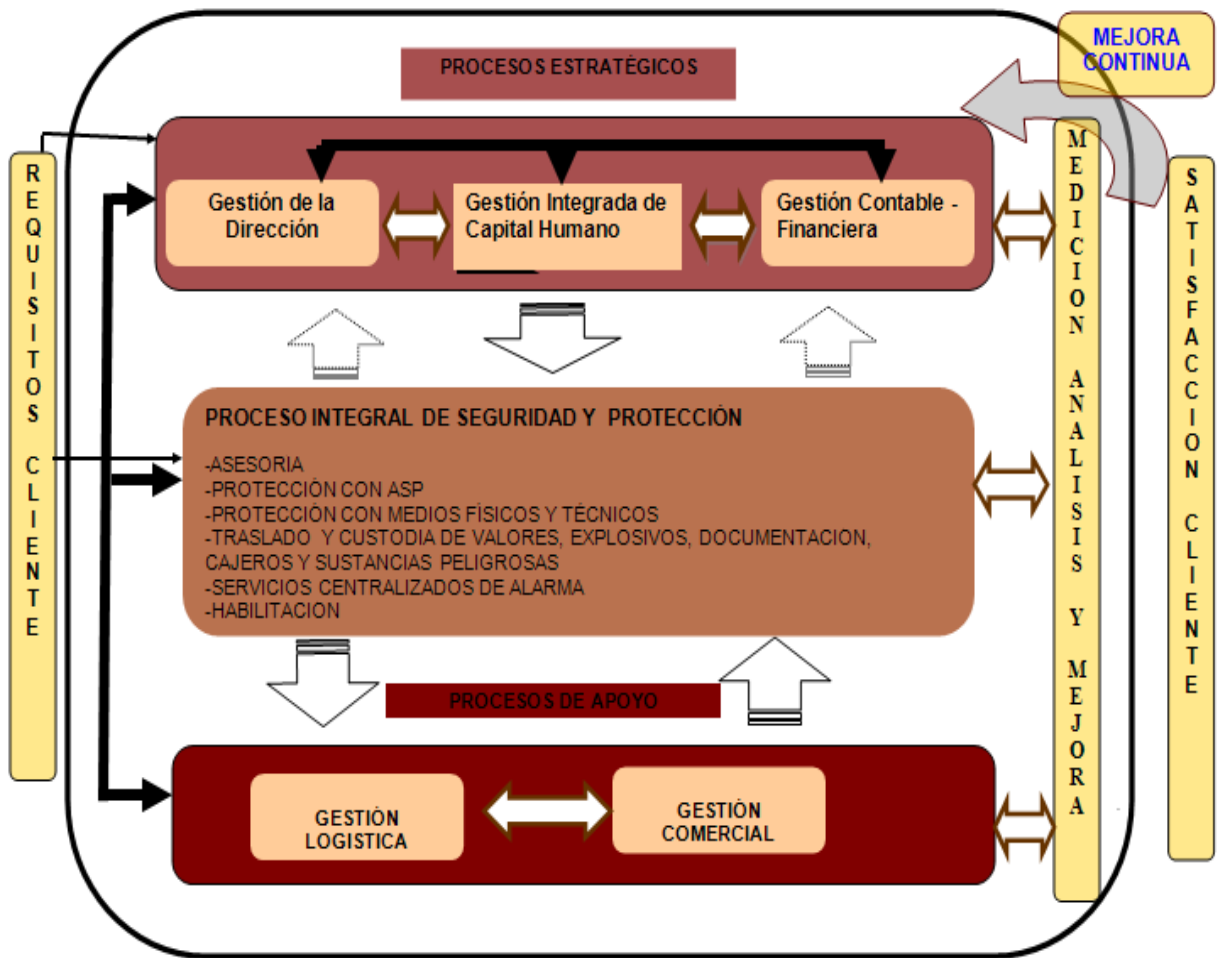 PROCESOS ESTRATÉGICOS
MEJORA
CONTINUA
REQUISITOS CLIENTE
Gestión de la
Dirección
Gestión Integrada de
Capital Humano
Gestión Contable -
Financiera
MEDICION ANALISIS Y MEJORA
SATISFACCION CLIENTE
PROCESO INTEGRAL DE SEGURIDAD Y PROTECCIÓN
-ASESORIA
-PROTECCIÓN CON ASP
-PROTECCIÓN CON MEDIOS FÍSICOS Y TÉCNICOS
-TRASLADO Y CUSTODIA DE VALORES, EXPLOSIVOS, DOCUMENTACION,
CAJEROS Y SUSTANCIAS PELIGROSAS
-SERVICIOS CENTRALIZADOS DE ALARMA
-HABILITACION
PROCESOS DE APOYO
GESTIÓN
LOGISTICA
GESTIÓN
COMERCIAL